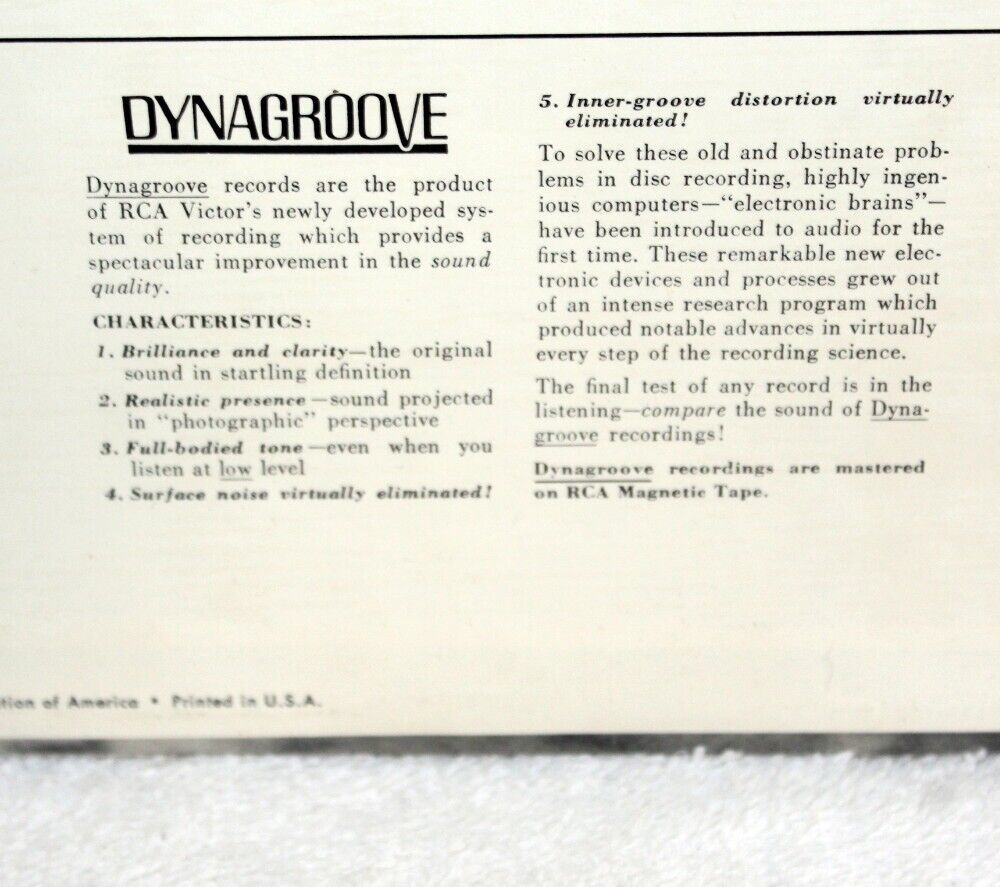 DYNAGROOVE
Dynagroove records are the product
of RCA Victor's newly developed sys-
tem of recording which provides a
spectacular improvement in the sound
quality.
CHARACTERISTICS:
1. Brilliance and clarity—the original
sound in startling definition
2. Realistic presence—sound projected
in "photographic" perspective
3. Full-bodied tone—even when you
listen at low level
4. Surface noise virtually eliminated!
5. Inner-groove distortion virtually
eliminated!
To solve these old and obstinate prob-
lems in disc recording, highly ingen-
ious computers—"electronic brains"—
have been introduced to audio for the
first time. These remarkable new elec-
tronic devices and processes grew out
of an intense research program which
produced notable advances in virtually
every step of the recording science.
The final test of any record is in the
listening—compare the sound of Dyna-
groove recordings!
Dynagroove recordings are mastered
on RCA Magnetic Tape.
tion of America • Printed in U.S.A.